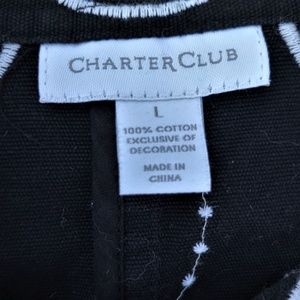 CHARTER CLUB
L
100% COTTON
EXCLUSIVE OF
DECORATION
MADE IN
CHINA